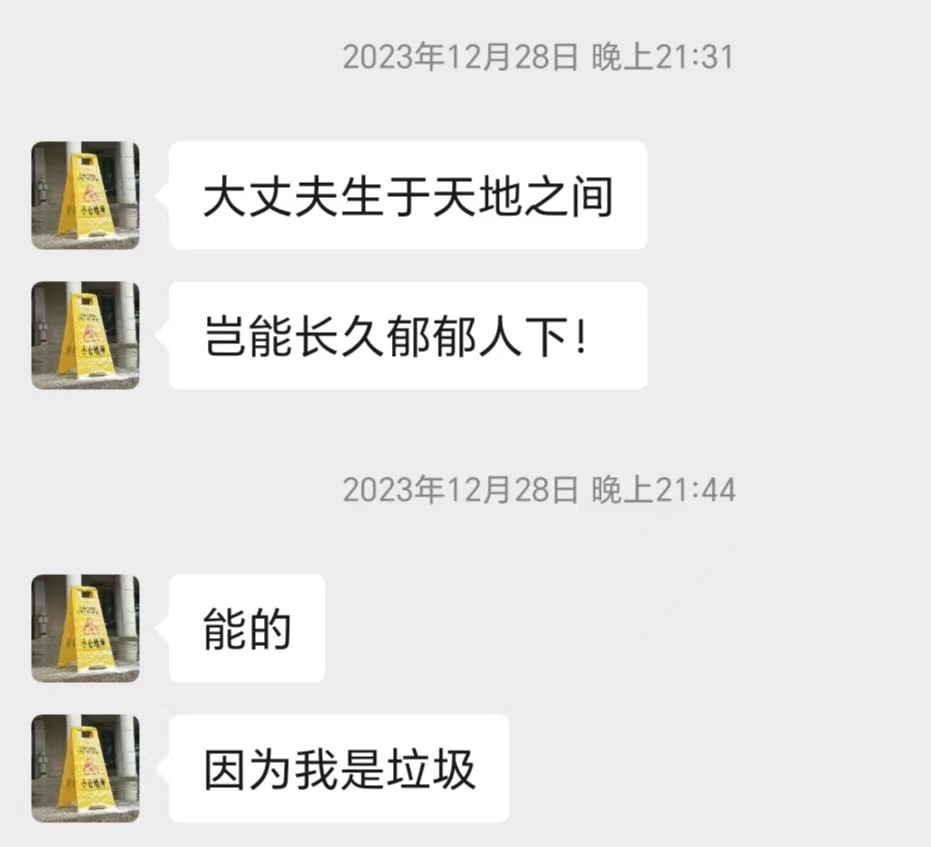 2023年12月28日 晚上21:31
大丈夫生于天地之间
岂能长久郁郁人下！
2023年12月28日 晚上21:44
能的
因为我是垃圾